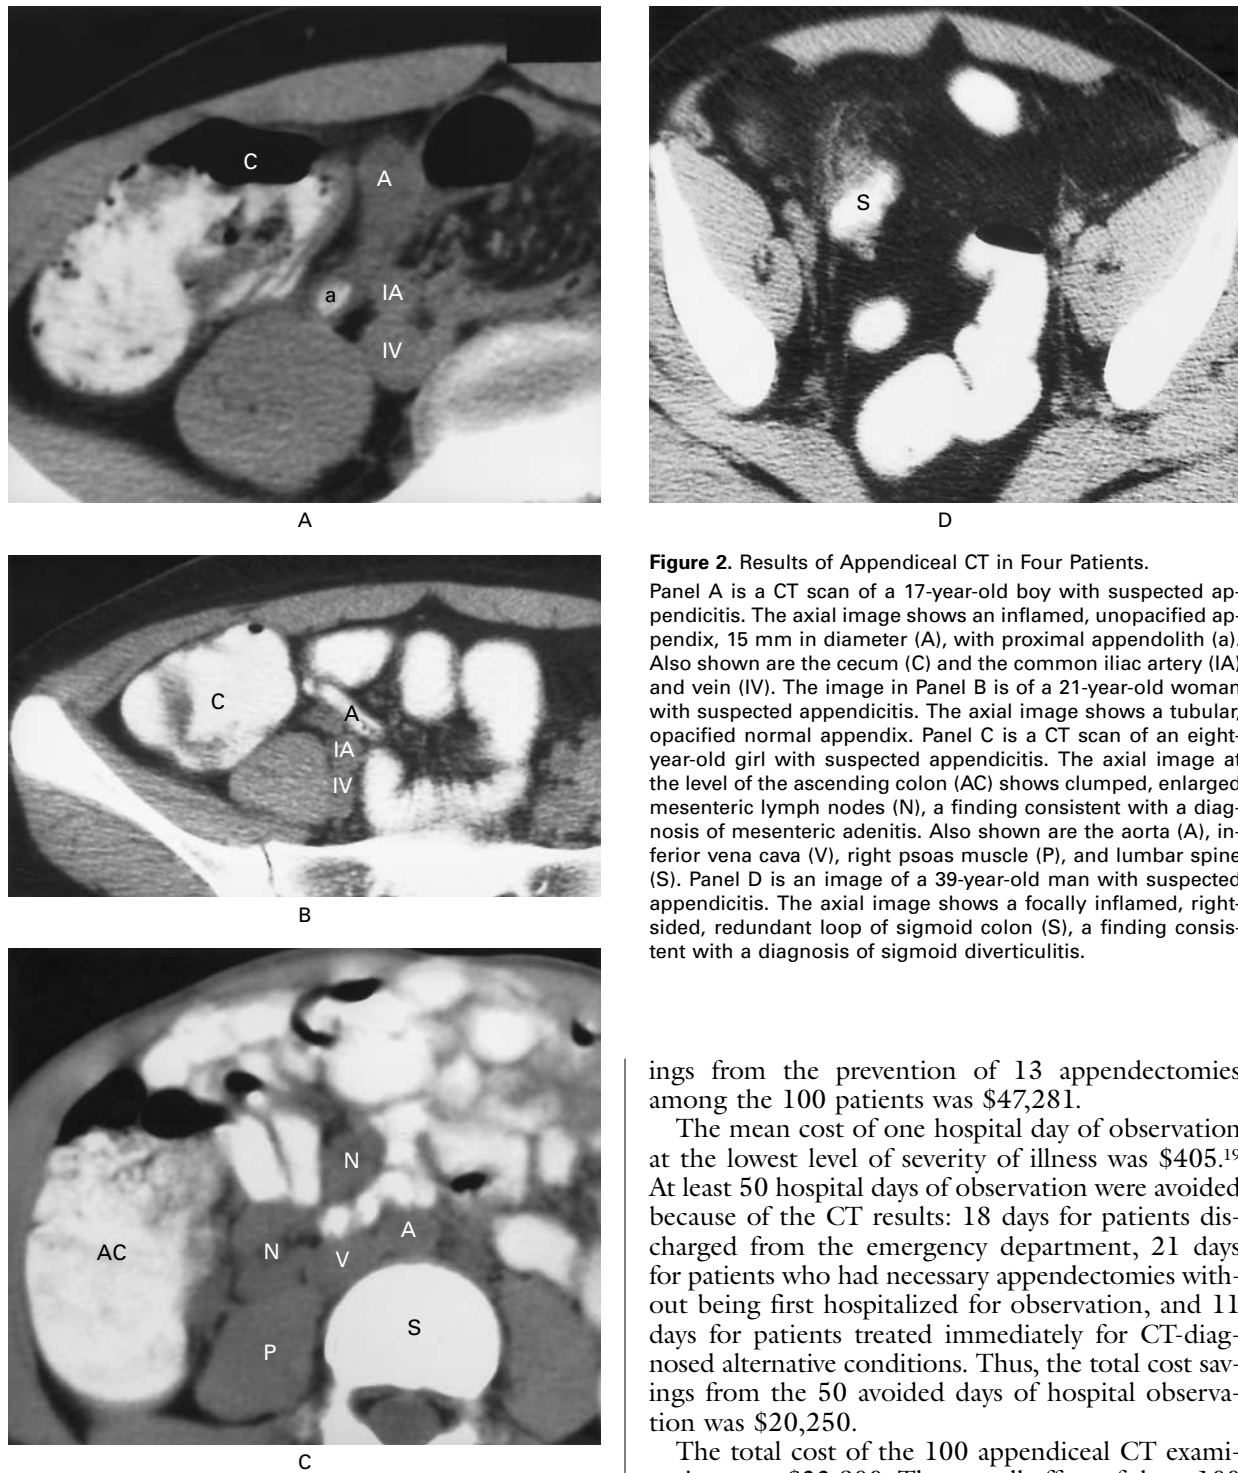 C
A
a
IA
IV
A
C
A
IA
IV
B
N
A
N
V
AC
S
P
C
S
D
Figure 2. Results of Appendiceal CT in Four Patients.
Panel A is a CT scan of a 17-year-old boy with suspected ap-
pendicitis. The axial image shows an inflamed, unopacified ap-
pendix, 15 mm in diameter (A), with proximal appendolith (a).
Also shown are the cecum (C) and the common iliac artery (IA)
and vein (IV). The image in Panel B is of a 21-year-old woman
with suspected appendicitis. The axial image shows a tubular,
opacified normal appendix. Panel C is a CT scan of an eight-
year-old girl with suspected appendicitis. The axial image at
the level of the ascending colon (AC) shows clumped, enlarged
mesenteric lymph nodes (N), a finding consistent with a diag-
nosis of mesenteric adenitis. Also shown are the aorta (A), in-
ferior vena cava (V), right psoas muscle (P), and lumbar spine
(S). Panel D is an image of a 39-year-old man with suspected
appendicitis. The axial image shows a focally inflamed, right-
sided, redundant loop of sigmoid colon (S), a finding consis-
tent with a diagnosis of sigmoid diverticulitis.
ings from the prevention of 13 appendectomies
among the 100 patients was $47,281.
The mean cost of one hospital day of observation
at the lowest level of severity of illness was $405.¹⁹
At least 50 hospital days of observation were avoided
because of the CT results: 18 days for patients dis-
charged from the emergency department, 21 days
for patients who had necessary appendectomies with-
out being first hospitalized for observation, and 11
days for patients treated immediately for CT-diag-
nosed alternative conditions. Thus, the total cost sav-
ings from the 50 avoided days of hospital observa-
tion was $20,250.
The total cost of the 100 appendiceal CT exami-